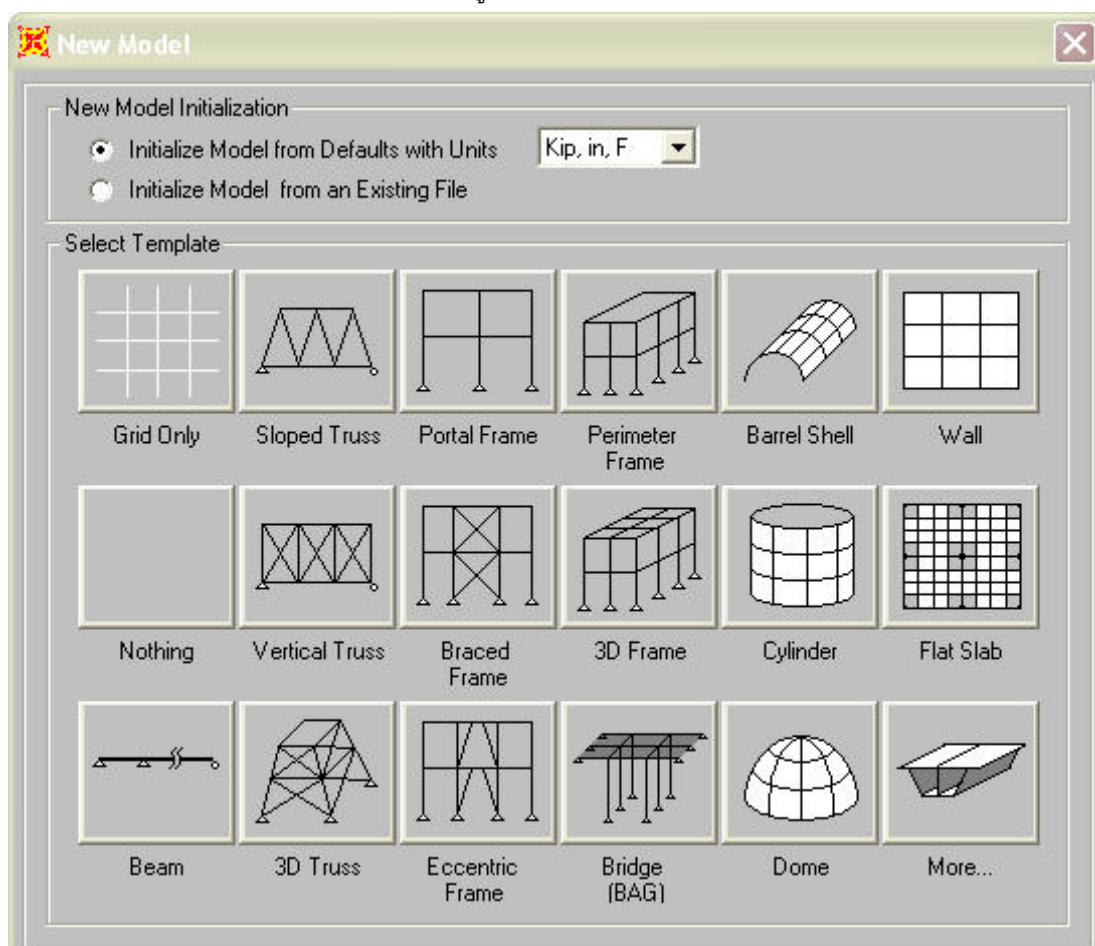 New Model
New Model Initialization
Initialize Model from Defaults with Units
Kip, in, F
Initialize Model from an Existing File
Select Template
Grid Only
Sloped Truss
Portal Frame
Perimeter
Frame
Barrel Shell
Wall
Nothing
Vertical Truss
Braced
Frame
3D Frame
Cylinder
Flat Slab
Beam
3D Truss
Eccentric
Frame
Bridge
(BAG)
Dome
More...